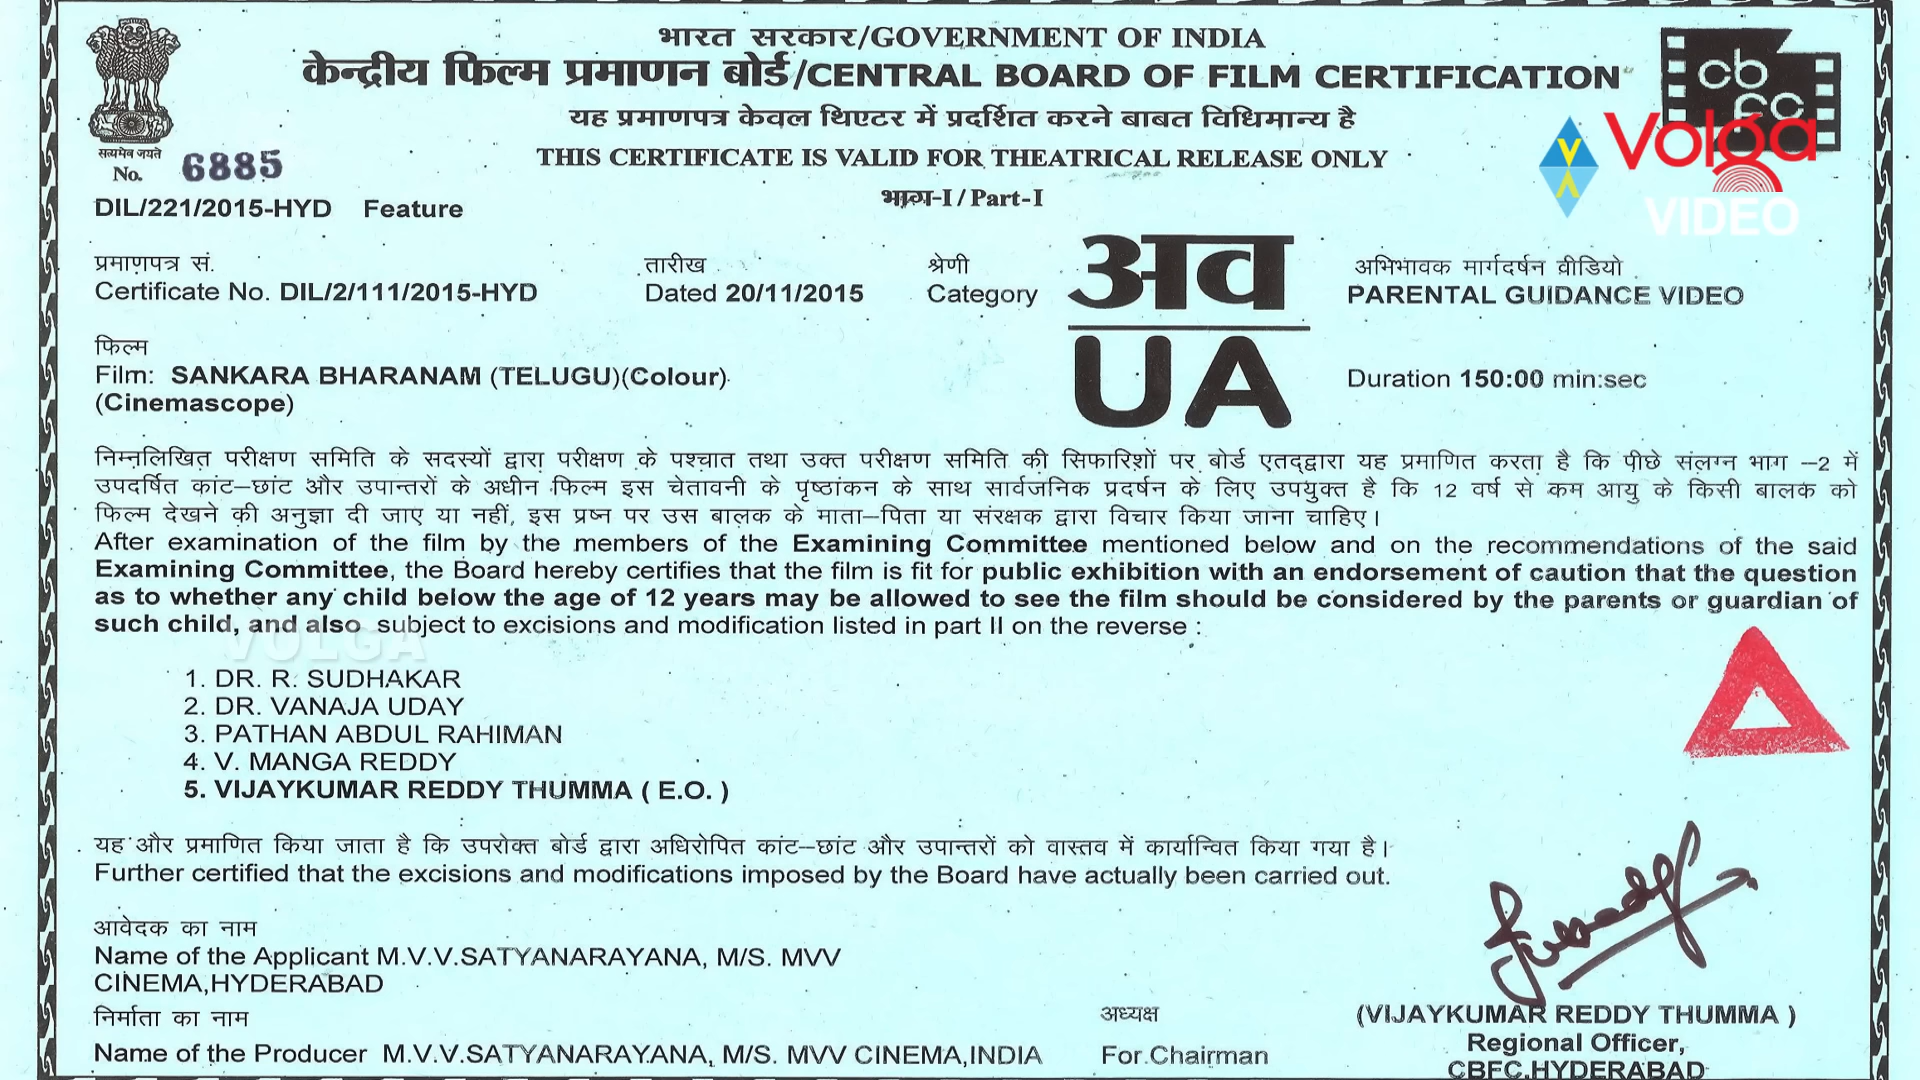 भारत सरकार/GOVERNMENT OF INDIA
केन्द्रीय फिल्म प्रमाणन बोर्ड/CENTRAL BOARD OF FILM CERTIFICATION
यह प्रमाणपत्र केवल थिएटर में प्रदर्शित करने बाबत विधिमान्य है
THIS CERTIFICATE IS VALID FOR THEATRICAL RELEASE ONLY
सत्यमेव जयते
No. 6885
cb
fc
Volga
VIDEO
भाग-I / Part-I
DIL/221/2015-HYD Feature
प्रमाणपत्र सं. तारीख श्रेणी अव अभिभावक मार्गदर्षन वीडियो
Certificate No. DIL/2/111/2015-HYD Dated 20/11/2015 Category UA PARENTAL GUIDANCE VIDEO
फिल्म
Film: SANKARA BHARANAM (TELUGU)(Colour) Duration 150:00 min:sec
(Cinemascope)
निम्नलिखित परीक्षण समिति के सदस्यों द्वारा परीक्षण के पश्चात तथा उक्त परीक्षण समिति की सिफारिशों पर बोर्ड एतद्द्वारा यह प्रमाणित करता है कि पीछे संलग्न भाग –2 में
उपदर्षित कांट–छांट और उपान्तरों के अधीन फिल्म इस चेतावनी के पृष्ठांकन के साथ सार्वजनिक प्रदर्षन के लिए उपयुक्त है कि 12 वर्ष से कम आयु के किसी बालक को
फिल्म देखने की अनुज्ञा दी जाए या नहीं, इस प्रष्न पर उस बालक के माता–पिता या संरक्षक द्वारा विचार किया जाना चाहिए।
After examination of the film by the members of the Examining Committee mentioned below and on the recommendations of the said
Examining Committee, the Board hereby certifies that the film is fit for public exhibition with an endorsement of caution that the question
as to whether any child below the age of 12 years may be allowed to see the film should be considered by the parents or guardian of
such child, and also subject to excisions and modification listed in part II on the reverse :
VOLGA
1. DR. R. SUDHAKAR
2. DR. VANAJA UDAY
3. PATHAN ABDUL RAHIMAN
4. V. MANGA REDDY
5. VIJAYKUMAR REDDY THUMMA ( E.O. )
यह और प्रमाणित किया जाता है कि उपरोक्त बोर्ड द्वारा अधिरोपित कांट–छांट और उपान्तरों को वास्तव में कार्यान्वित किया गया है।
Further certified that the excisions and modifications imposed by the Board have actually been carried out.
आवेदक का नाम
Name of the Applicant M.V.V.SATYANARAYANA, M/S. MVV
CINEMA,HYDERABAD
निर्माता का नाम
Name of the Producer M.V.V.SATYANARAYANA, M/S. MVV CINEMA,INDIA
अध्यक्ष
For Chairman
(VIJAYKUMAR REDDY THUMMA )
Regional Officer,
CBFC,HYDERABAD